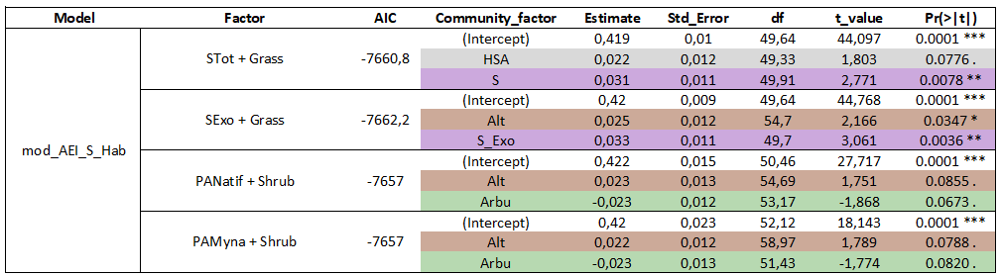 Model Factor AIC Community_factor Estimate Std_Error df t_value Pr(>|t|)
mod_AEI_S_Hab
STot + Grass -7660,8
(Intercept) 0,419 0,01 49,64 44,097 0.0001 ***
HSA 0,022 0,012 49,33 1,803 0.0776 .
S 0,031 0,011 49,91 2,771 0.0078 **
SExo + Grass -7662,2
(Intercept) 0,42 0,009 49,64 44,768 0.0001 ***
Alt 0,025 0,012 54,7 2,166 0.0347 *
S_Exo 0,033 0,011 49,7 3,061 0.0036 **
PANatif + Shrub -7657
(Intercept) 0,422 0,015 50,46 27,717 0.0001 ***
Alt 0,023 0,013 54,69 1,751 0.0855 .
Arbu -0,023 0,012 53,17 -1,868 0.0673 .
PAMyna + Shrub -7657
(Intercept) 0,42 0,023 52,12 18,143 0.0001 ***
Alt 0,022 0,012 58,97 1,789 0.0788 .
Arbu -0,023 0,013 51,43 -1,774 0.0820 .